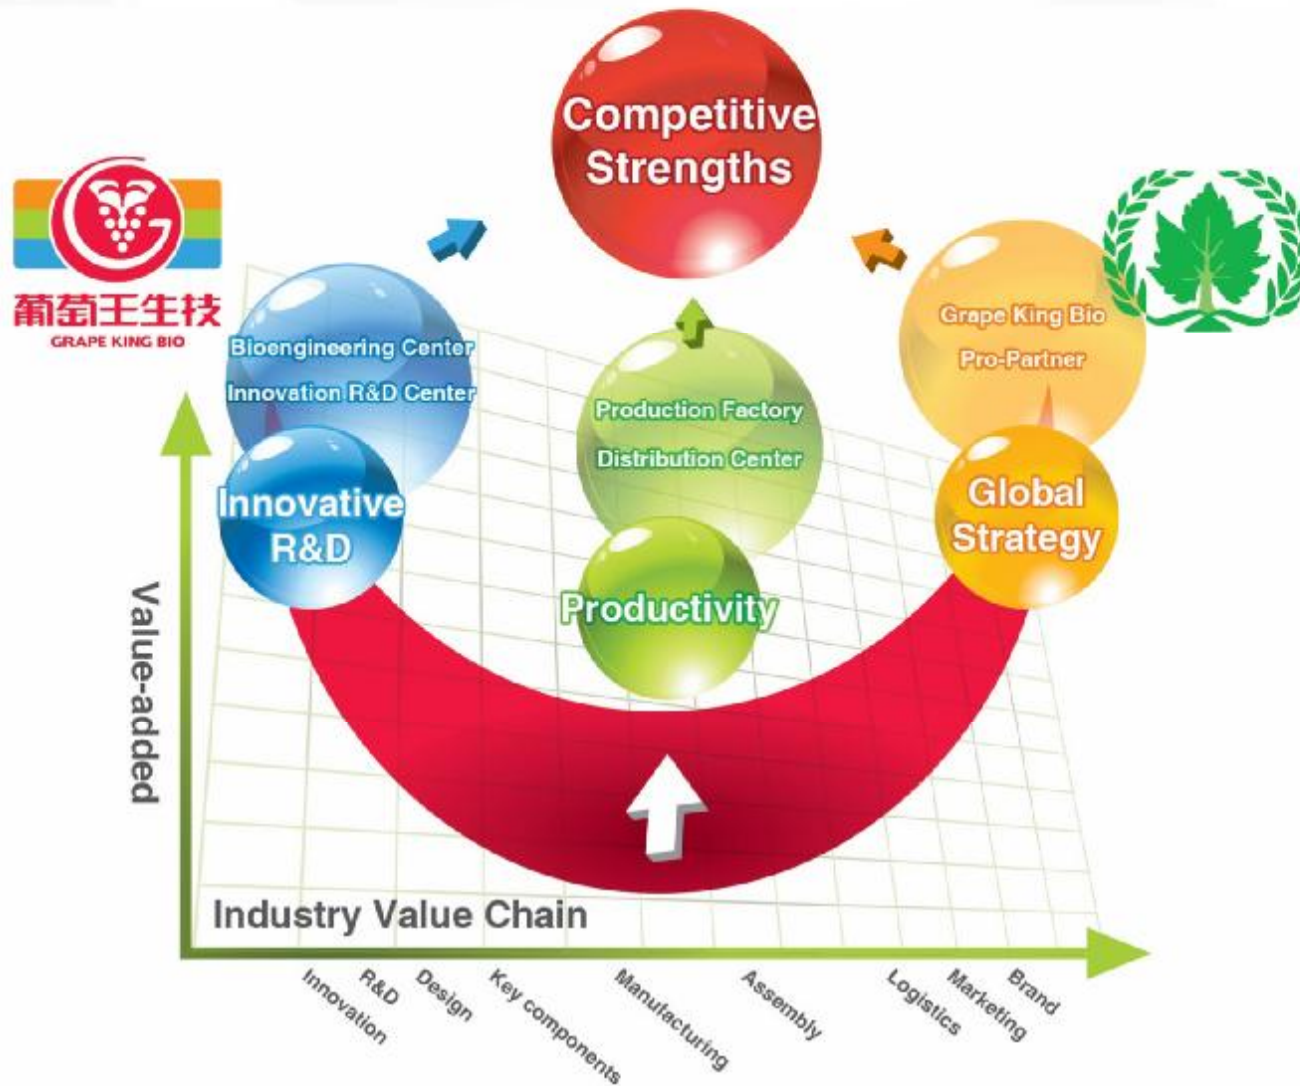 Competitive
Strengths
葡萄王生技
GRAPE KING BIO
Bioengineering Center
Innovation R&D Center
Innovative
R&D
Production Factory
Distribution Center
Productivity
Grape King Bio
Pro-Partner
Global
Strategy
Value-added
Industry Value Chain
Innovation
R&D
Design
Key components
Manufacturing
Assembly
Logistics
Marketing
Brand